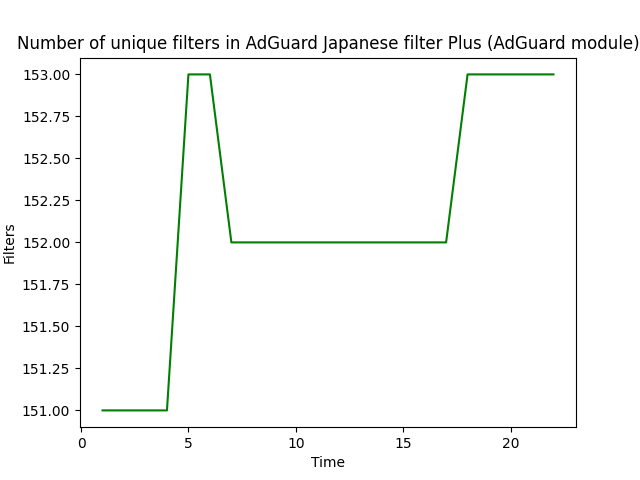 Number of unique filters in AdGuard Japanese filter Plus (AdGuard module)
153.00
152.75
152.50
152.25
152.00
151.75
151.50
151.25
151.00
Filters
0 5 10 15 20
Time